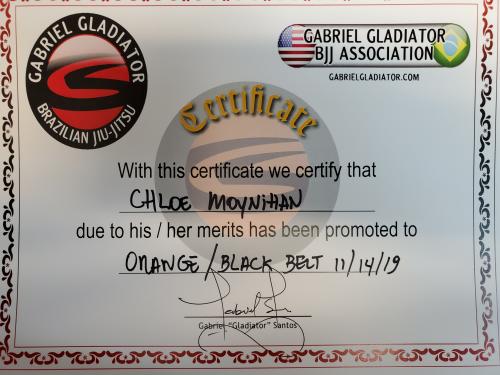 GABRIEL GLADIATOR
BRAZILIAN JIU-JITSU
GABRIEL GLADIATOR
BJJ ASSOCIATION
GABRIELGLADIATOR.COM
Certificate
With this certificate we certify that
CHLOE MOYNIHAN
due to his / her merits has been promoted to
ORANGE/BLACK BELT 11/14/19
Gabriel "Gladiator" Santos